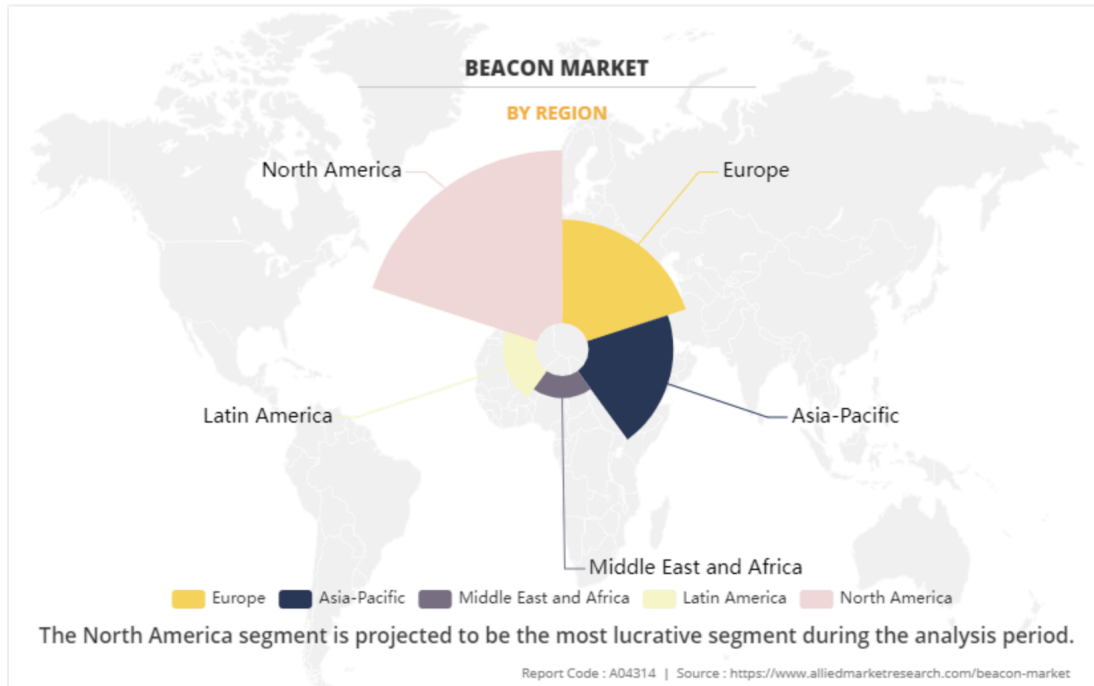 BEACON MARKET
BY REGION
North America
Europe
Latin America
Asia-Pacific
Middle East and Africa
Europe Asia-Pacific Middle East and Africa Latin America North America
The North America segment is projected to be the most lucrative segment during the analysis period.
Report Code : A04314 | Source : https://www.alliedmarketresearch.com/beacon-market